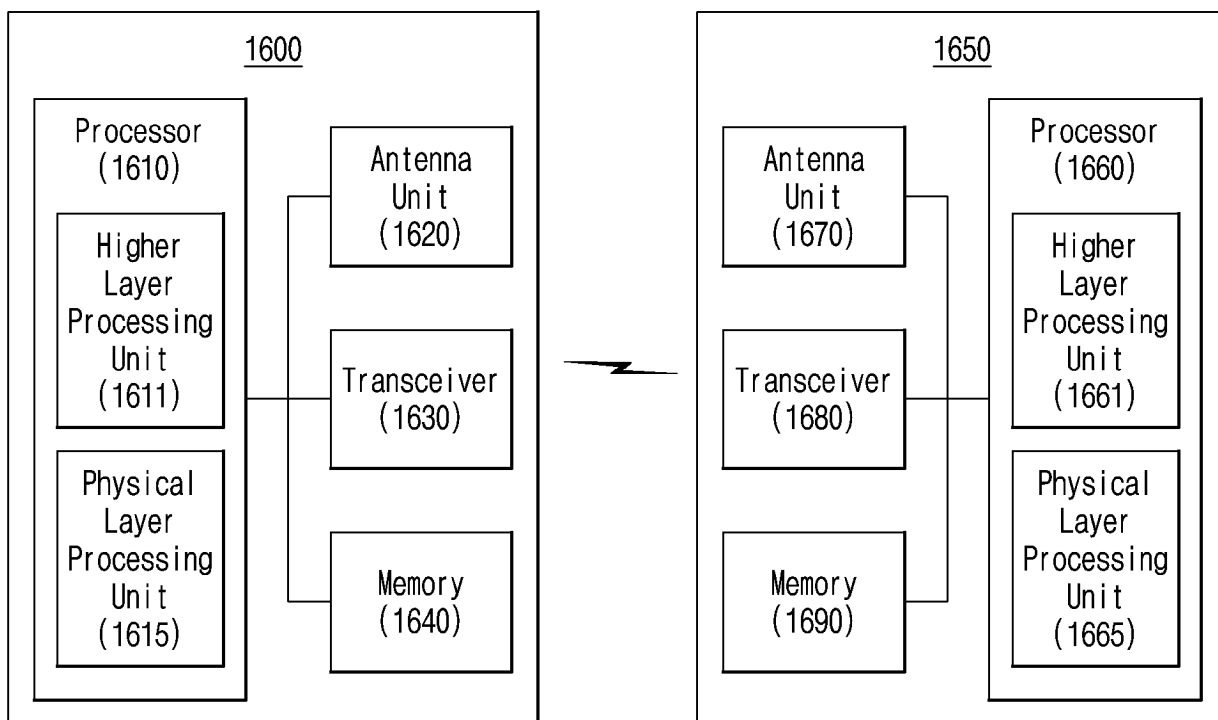 1600
Processor
(1610)
Higher
Layer
Processing
Unit
(1611)
Physical
Layer
Processing
Unit
(1615)
Antenna
Unit
(1620)
Transceiver
(1630)
Memory
(1640)
1650
Antenna
Unit
(1670)
Transceiver
(1680)
Memory
(1690)
Processor
(1660)
Higher
Layer
Processing
Unit
(1661)
Physical
Layer
Processing
Unit
(1665)